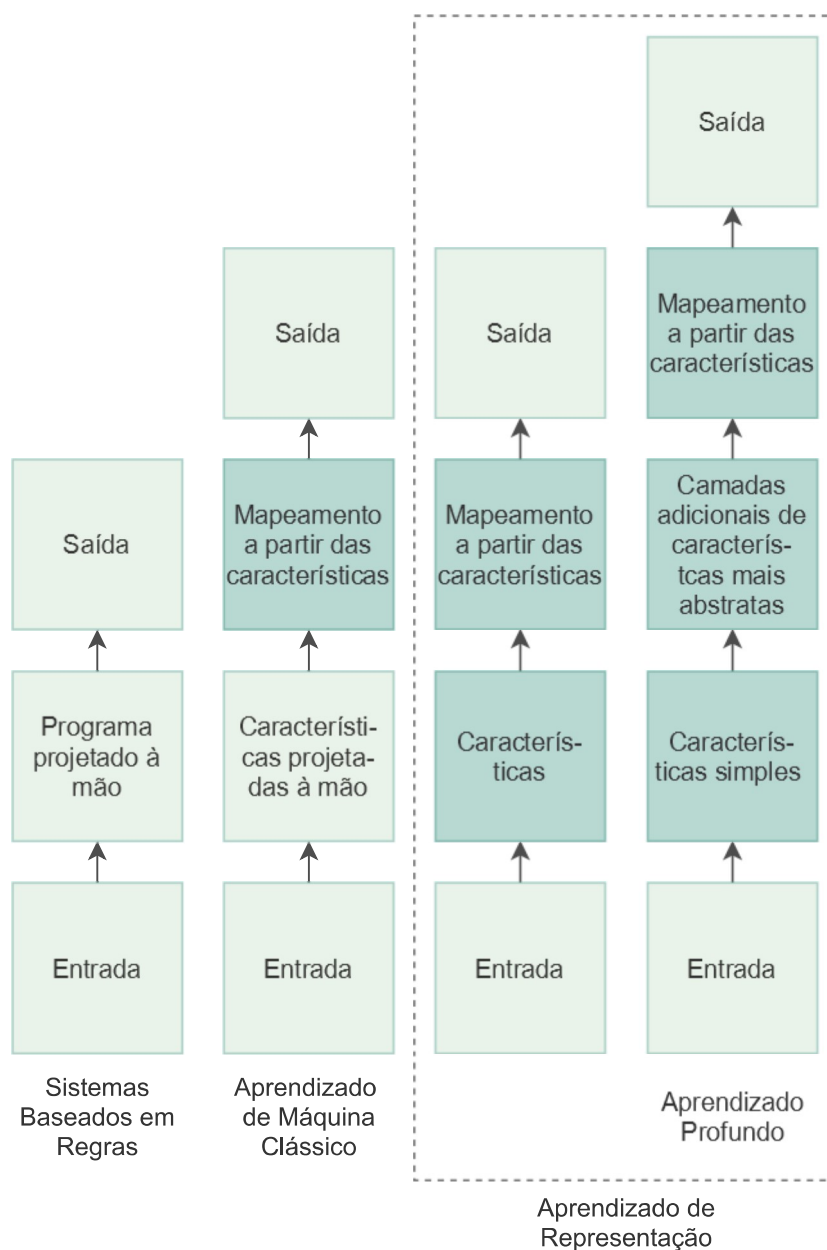 Saída
Programa
projetado à
mão
Entrada
Sistemas
Baseados em
Regras
Saída
Mapeamento
a partir das
características
Característi-
cas projeta-
das à mão
Entrada
Aprendizado
de Máquina
Clássico
Saída
Mapeamento
a partir das
características
Caracterís-
ticas
Entrada
Saída
Mapeamento
a partir das
características
Camadas
adicionais de
caracterís-
tcas mais
abstratas
Caracterís-
ticas simples
Entrada
Aprendizado
Profundo
Aprendizado de
Representação